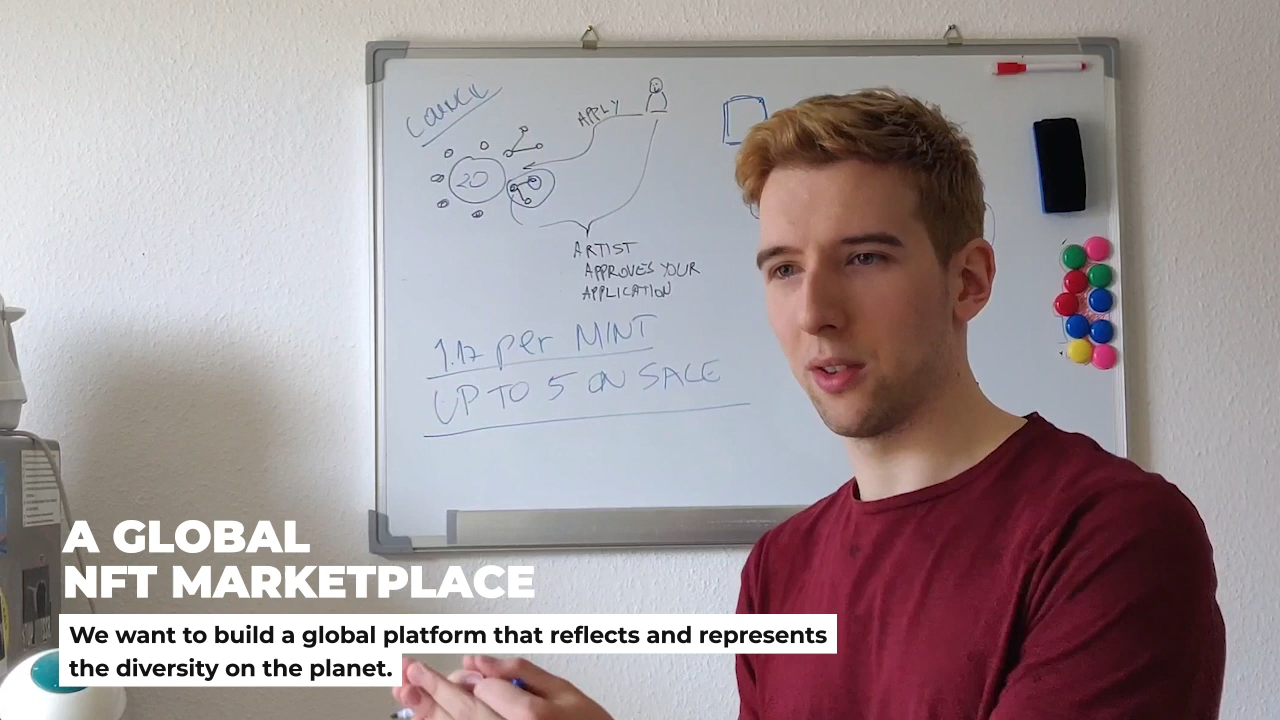 COUNCIL
APPLY
20
ARTIST
APPROVES YOUR
APPLICATION
1.17 per MINT
UP TO 5 ON SALE
A GLOBAL
NFT MARKETPLACE
We want to build a global platform that reflects and represents
the diversity on the planet.